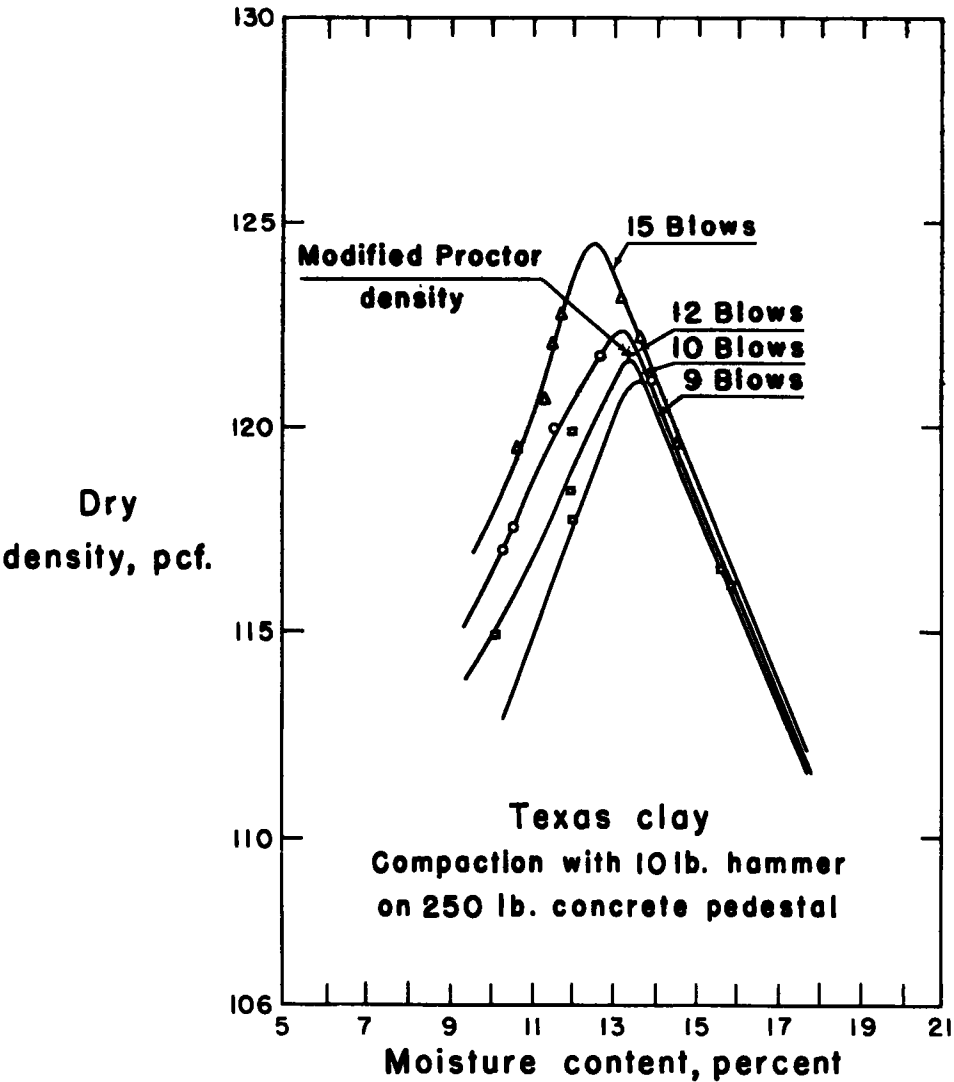 130
125
15 Blows
Modified Proctor
density
12 Blows
10 Blows
9 Blows
120
Dry
density, pcf.
115
110
Texas clay
Compaction with 10 lb. hammer
on 250 lb. concrete pedestal
106
5 7 9 11 13 15 17 19 21
Moisture content, percent